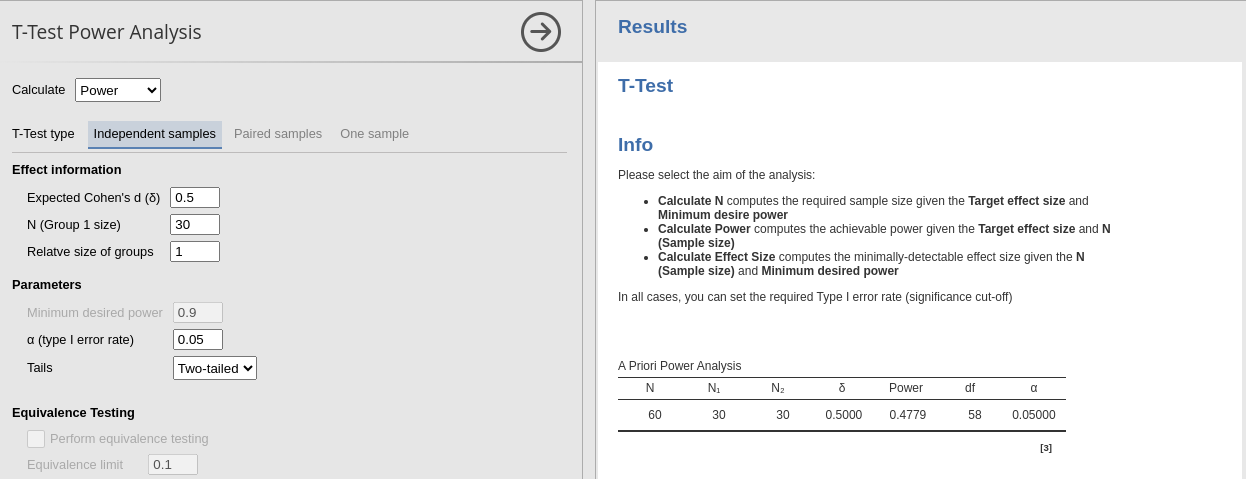 T-Test Power Analysis
Calculate Power
T-Test type Independent samples Paired samples One sample
Effect information
Expected Cohen's d (δ) 0.5
N (Group 1 size) 30
Relatve size of groups 1
Parameters
Minimum desired power 0.9
α (type I error rate) 0.05
Tails Two-tailed
Equivalence Testing
Perform equivalence testing
Equivalence limit 0.1
Results
T-Test
Info
Please select the aim of the analysis:
• Calculate N computes the required sample size given the Target effect size and
Minimum desire power
• Calculate Power computes the achievable power given the Target effect size and N
(Sample size)
• Calculate Effect Size computes the minimally-detectable effect size given the N
(Sample size) and Minimum desired power
In all cases, you can set the required Type I error rate (significance cut-off)
A Priori Power Analysis
N N₁ N₂ δ Power df α
60 30 30 0.5000 0.4779 58 0.05000
[3]